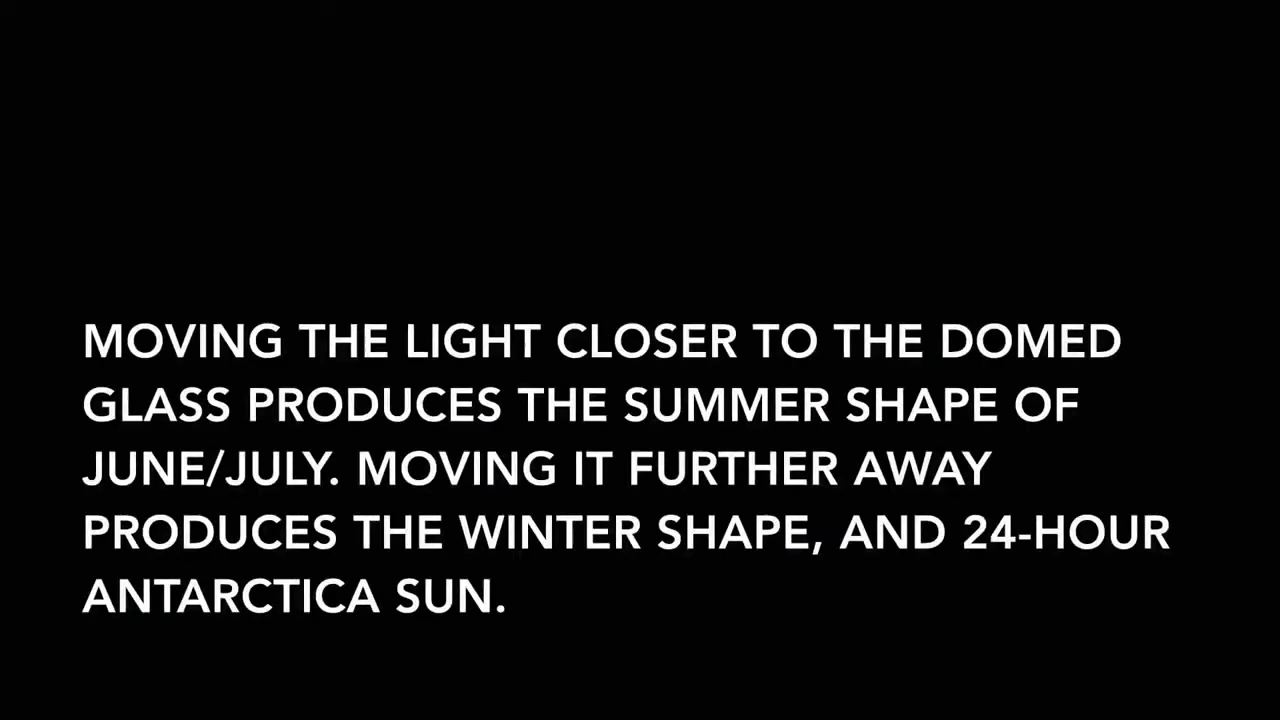 MOVING THE LIGHT CLOSER TO THE DOMED
GLASS PRODUCES THE SUMMER SHAPE OF
JUNE/JULY. MOVING IT FURTHER AWAY
PRODUCES THE WINTER SHAPE, AND 24-HOUR
ANTARCTICA SUN.